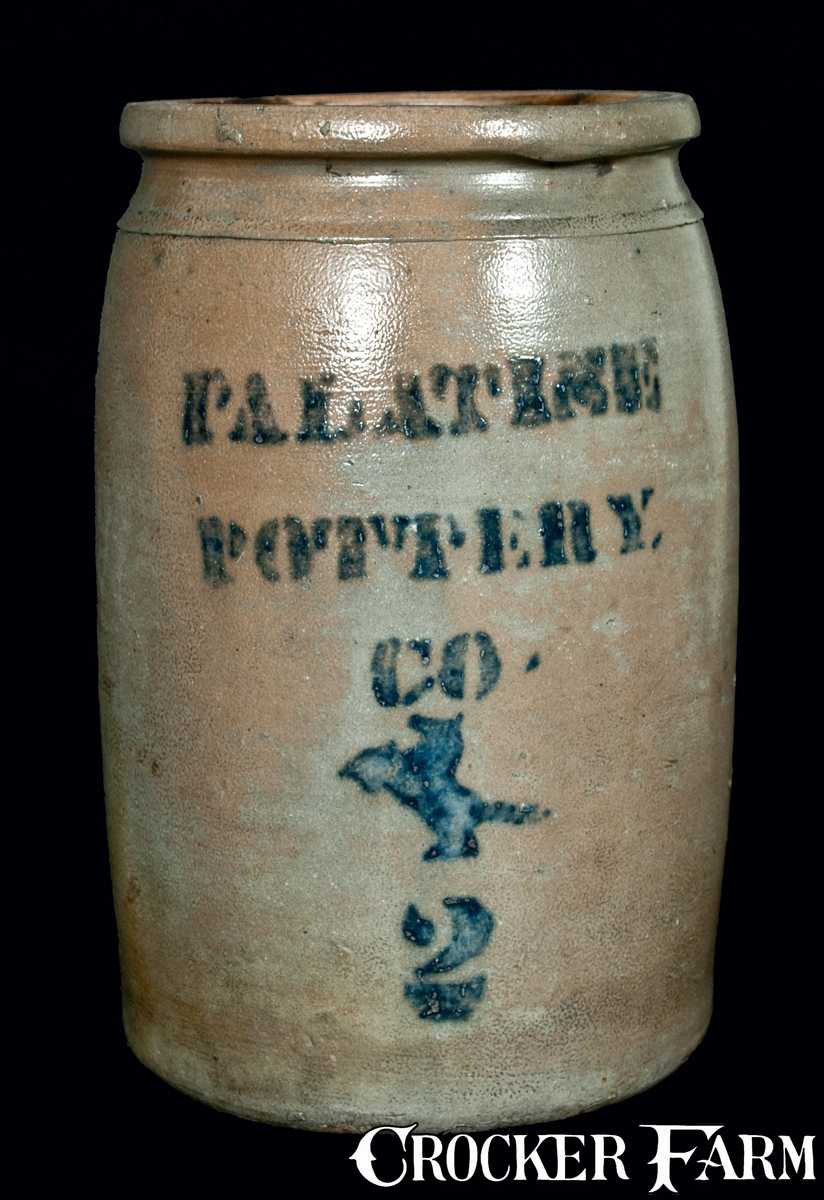 PALATINE
POTTERY
CO.
2
CROCKER FARM